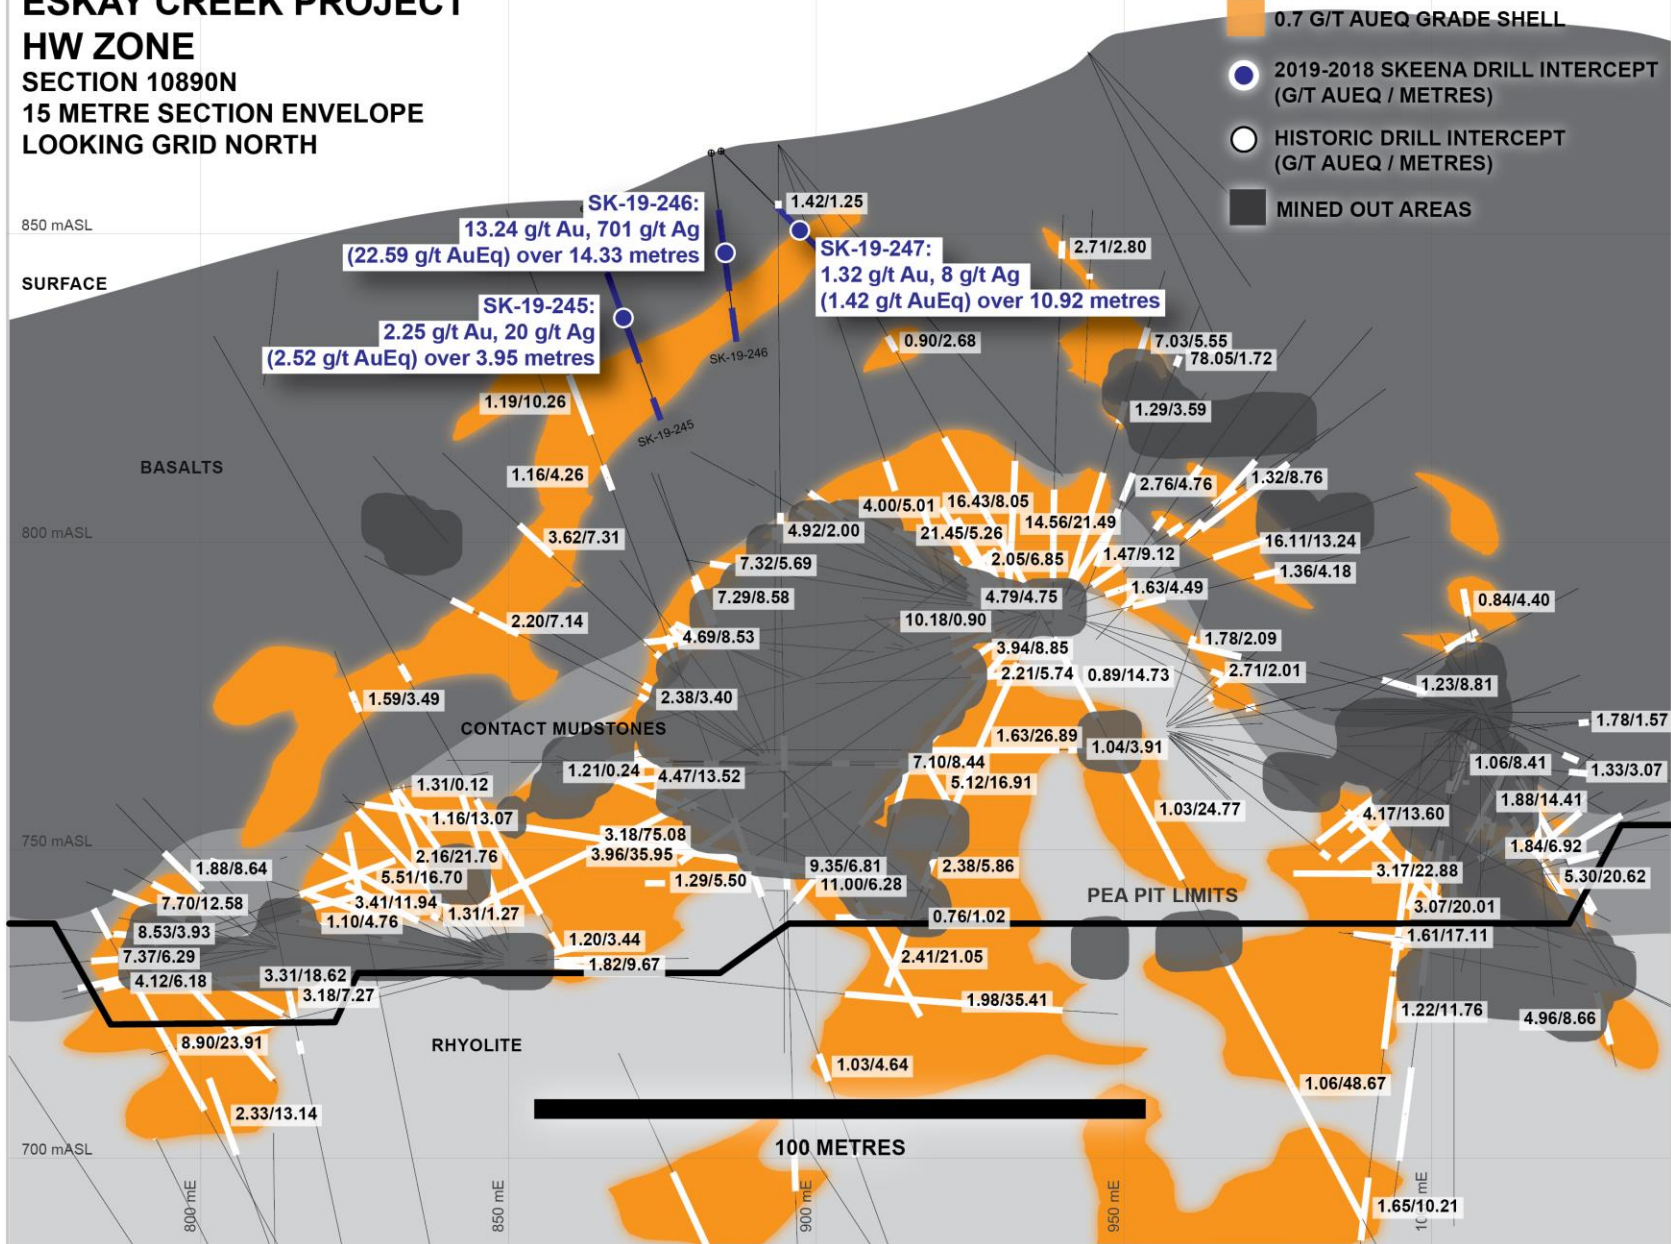 ESKAY CREEK PROJECT
HW ZONE
SECTION 10890N
15 METRE SECTION ENVELOPE
LOOKING GRID NORTH
0.7 G/T AUEQ GRADE SHELL
2019-2018 SKEENA DRILL INTERCEPT
(G/T AUEQ / METRES)
HISTORIC DRILL INTERCEPT
(G/T AUEQ / METRES)
MINED OUT AREAS
850 mASL
SURFACE
SK-19-246:
13.24 g/t Au, 701 g/t Ag
(22.59 g/t AuEq) over 14.33 metres
1.42/1.25
SK-19-247:
1.32 g/t Au, 8 g/t Ag
(1.42 g/t AuEq) over 10.92 metres
2.71/2.80
SK-19-245:
2.25 g/t Au, 20 g/t Ag
(2.52 g/t AuEq) over 3.95 metres
SK-19-246
0.90/2.68
7.03/5.55
78.05/1.72
1.19/10.26
SK-19-245
1.29/3.59
BASALTS
1.16/4.26
2.76/4.76
1.32/8.76
4.00/5.01
16.43/8.05
14.56/21.49
800 mASL
3.62/7.31
4.92/2.00
21.45/5.26
16.11/13.24
2.05/6.85
1.47/9.12
7.32/5.69
1.36/4.18
1.63/4.49
7.29/8.58
4.79/4.75
0.84/4.40
2.20/7.14
10.18/0.90
4.69/8.53
1.78/2.09
3.94/8.85
2.21/5.74
0.89/14.73
2.71/2.01
1.59/3.49
2.38/3.40
1.23/8.81
CONTACT MUDSTONES
1.63/26.89
1.04/3.91
1.78/1.57
1.21/0.24
4.47/13.52
7.10/8.44
1.06/8.41
1.33/3.07
1.31/0.12
5.12/16.91
1.88/14.41
1.16/13.07
1.03/24.77
4.17/13.60
750 mASL
3.18/75.08
3.96/35.95
2.16/21.76
1.84/6.92
1.88/8.64
5.51/16.70
1.29/5.50
9.35/6.81
2.38/5.86
3.17/22.88
5.30/20.62
11.00/6.28
PEA PIT LIMITS
7.70/12.58
3.41/11.94
1.31/1.27
3.07/20.01
1.10/4.76
0.76/1.02
8.53/3.93
1.20/3.44
1.61/17.11
7.37/6.29
1.82/9.67
2.41/21.05
4.12/6.18
3.31/18.62
3.18/7.27
1.98/35.41
1.22/11.76
4.96/8.66
8.90/23.91
RHYOLITE
1.03/4.64
1.06/48.67
2.33/13.14
700 mASL
100 METRES
800 mE
850 mE
900 mE
950 mE
1.65/10.21